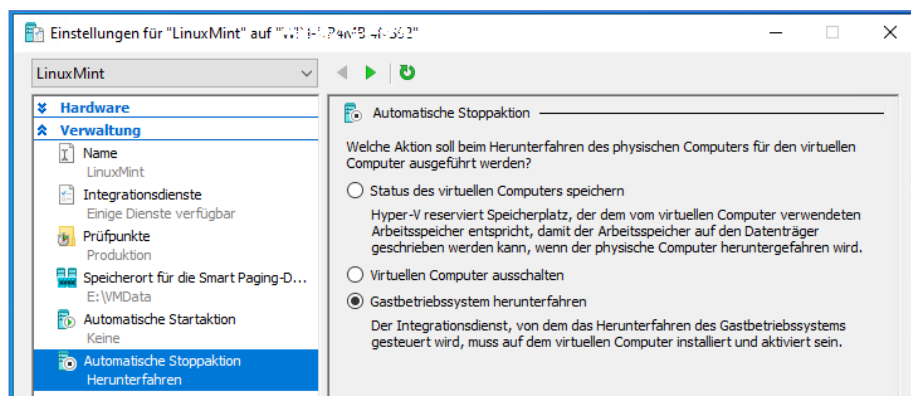 Einstellungen für "LinuxMint" auf
LinuxMint
Hardware
Verwaltung
Name
LinuxMint
Integrationsdienste
Einige Dienste verfügbar
Prüfpunkte
Produktion
Speicherort für die Smart Paging-D...
E:\VMData
Automatische Startaktion
Keine
Automatische Stoppaktion
Herunterfahren
Automatische Stoppaktion
Welche Aktion soll beim Herunterfahren des physischen Computers für den virtuellen
Computer ausgeführt werden?
Status des virtuellen Computers speichern
Hyper-V reserviert Speicherplatz, der dem vom virtuellen Computer verwendeten
Arbeitsspeicher entspricht, damit der Arbeitsspeicher auf den Datenträger
geschrieben werden kann, wenn der physische Computer heruntergefahren wird.
Virtuellen Computer ausschalten
Gastbetriebssystem herunterfahren
Der Integrationsdienst, von dem das Herunterfahren des Gastbetriebssystems
gesteuert wird, muss auf dem virtuellen Computer installiert und aktiviert sein.